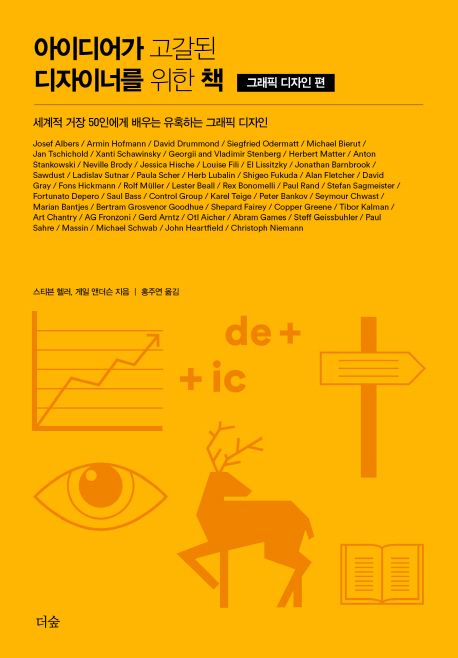 아이디어가 고갈된
디자이너를 위한 책 그래픽 디자인 편
세계적 거장 50인에게 배우는 유혹하는 그래픽 디자인
Josef Albers / Armin Hofmann / David Drummond / Siegfried Odermatt / Michael Bierut /
Jan Tschichold / Xanti Schawinsky / Georgii and Vladimir Stenberg / Herbert Matter / Anton
Stankowski / Neville Brody / Jessica Hische / Louise Fili / El Lissitzky / Jonathan Barnbrook /
Sawdust / Ladislav Sutnar / Paula Scher / Herb Lubalin / Shigeo Fukuda / Alan Fletcher / David
Gray / Fons Hickmann / Rolf Müller / Lester Beall / Rex Bonomelli / Paul Rand / Stefan Sagmeister /
Fortunato Depero / Saul Bass / Control Group / Karel Teige / Peter Bankov / Seymour Chwast /
Marian Bantjes / Bertram Grosvenor Goodhue / Shepard Fairey / Copper Greene / Tibor Kalman /
Art Chantry / AG Fronzoni / Gerd Arntz / Otl Aicher / Abram Games / Steff Geissbuhler / Paul
Sahre / Massin / Michael Schwab / John Heartfield / Christoph Niemann
스티븐 헬러, 게일 앤더슨 지음 | 홍주연 옮김
de +
+ ic
더숲